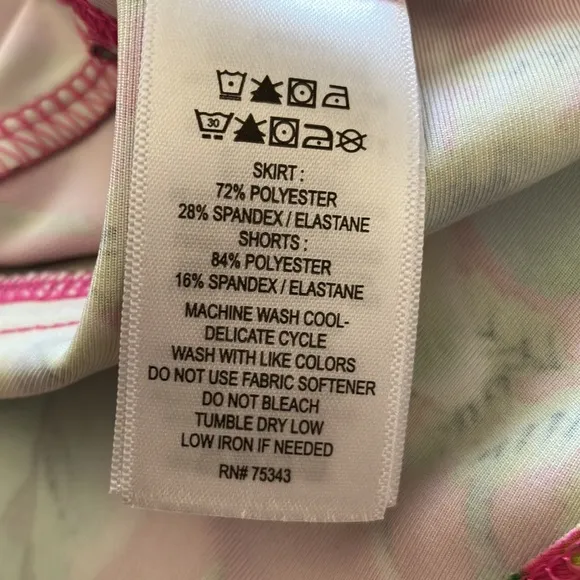 30
SKIRT :
72% POLYESTER
28% SPANDEX / ELASTANE
SHORTS :
84% POLYESTER
16% SPANDEX / ELASTANE
MACHINE WASH COOL-
DELICATE CYCLE
WASH WITH LIKE COLORS
DO NOT USE FABRIC SOFTENER
DO NOT BLEACH
TUMBLE DRY LOW
LOW IRON IF NEEDED
RN# 75343